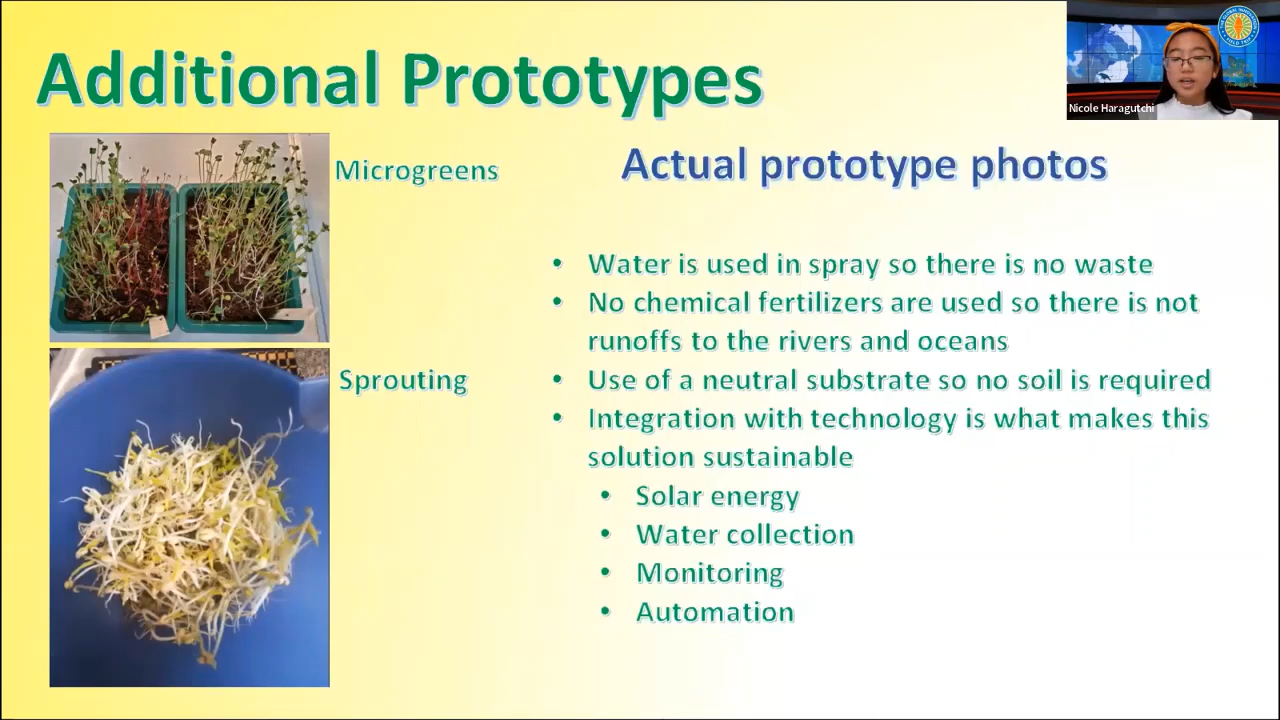 Additional Prototypes
Nicole Haragutchi
Microgreens
Actual prototype photos
Water is used in spray so there is no waste
No chemical fertilizers are used so there is not
runoffs to the rivers and oceans
Sprouting
Use of a neutral substrate so no soil is required
Integration with technology is what makes this
solution sustainable
Solar energy
Water collection
Monitoring
Automation